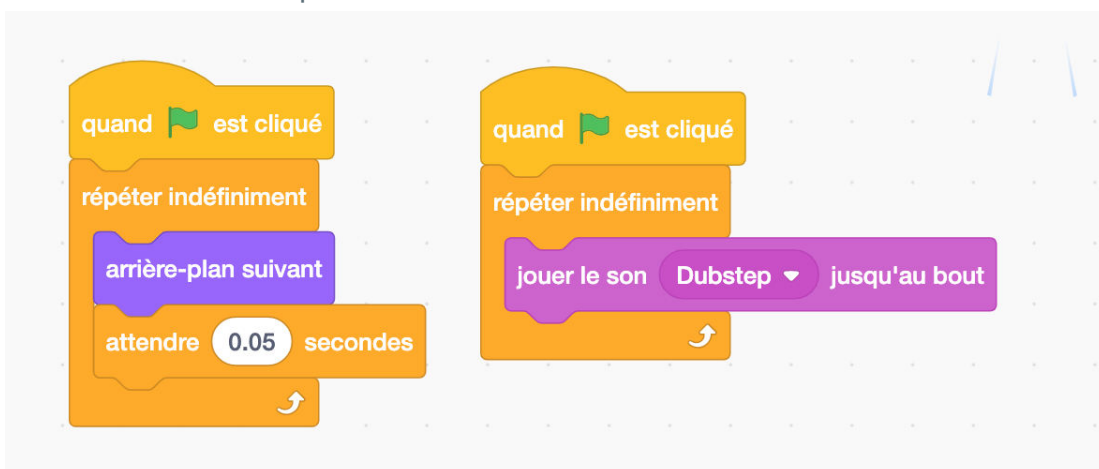 quand est cliqué
répéter indéfiniment
arrière-plan suivant
attendre 0.05 secondes
quand est cliqué
répéter indéfiniment
jouer le son Dubstep jusqu'au bout